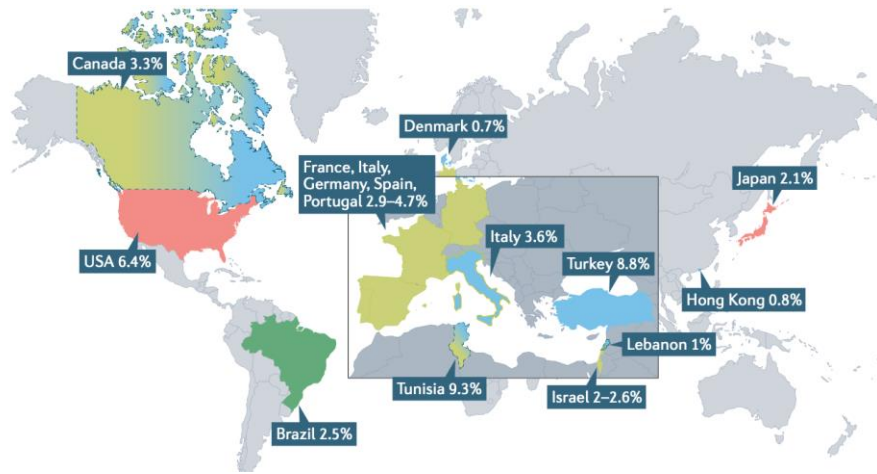 Canada 3.3%
Denmark 0.7%
France, Italy,
Germany, Spain,
Portugal 2.9–4.7%
Japan 2.1%
Italy 3.6%
USA 6.4%
Turkey 8.8%
Hong Kong 0.8%
Lebanon 1%
Tunisia 9.3%
Israel 2–2.6%
Brazil 2.5%